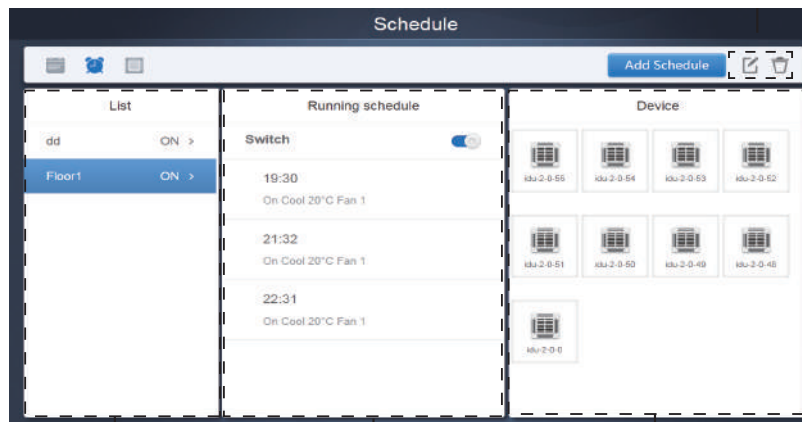 Schedule
Add Schedule
List
Running schedule
Device
dd ON >
Floor1 ON >
Switch
19:30
On Cool 20°C Fan 1
21:32
On Cool 20°C Fan 1
22:31
On Cool 20°C Fan 1
idu-2-0-55 idu-2-0-54 idu-2-0-53 idu-2-0-52
idu-2-0-51 idu-2-0-50 idu-2-0-49 idu-2-0-48
idu-2-0-0